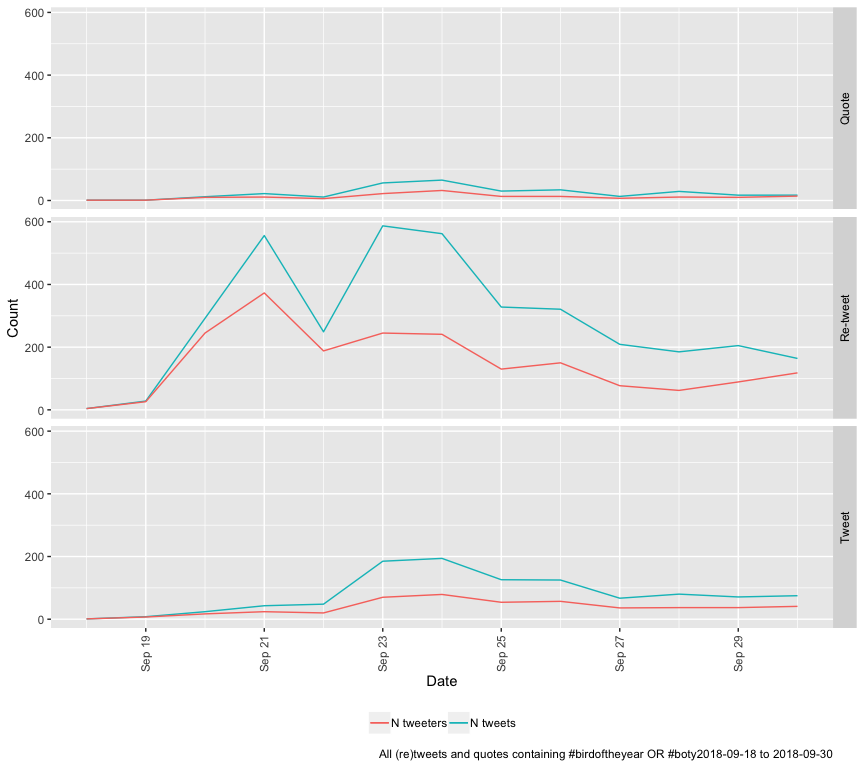 600
400
200
0
Quote
600
400
200
0
Re-tweet
Count
600
400
200
0
Tweet
Sep 19
Sep 21
Sep 23
Sep 25
Sep 27
Sep 29
Date
N tweeters N tweets
All (re)tweets and quotes containing #birdoftheyear OR #boty2018-09-18 to 2018-09-30